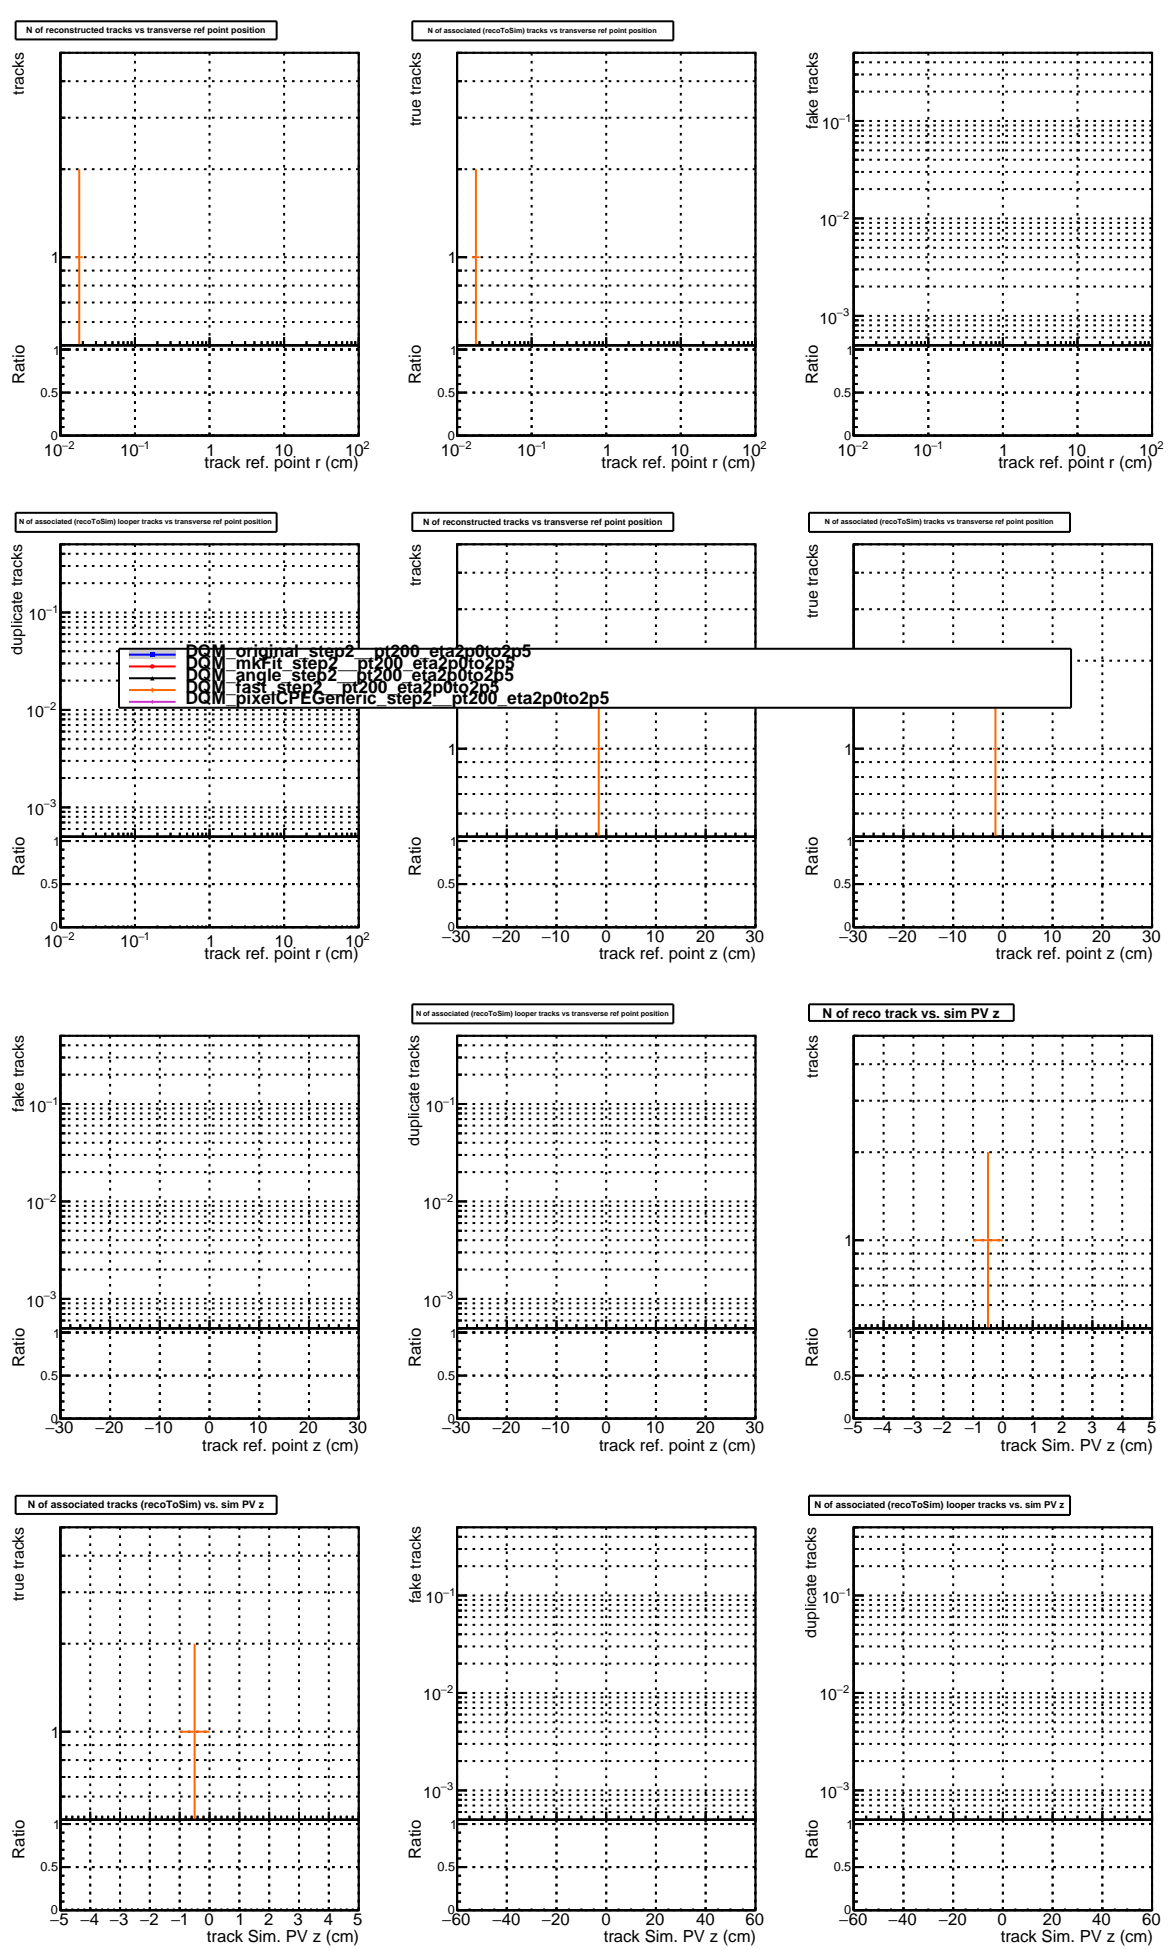 N of reconstructed tracks vs transverse ref point position
tracks
1
Ratio
1
0.5
0
10−2 10−1 1 10 102
track ref. point r (cm)
N of associated (recoToSim) tracks vs transverse ref point position
true tracks
1
Ratio
1
0.5
0
10−2 10−1 1 10 102
track ref. point r (cm)
fake tracks
10−1
10−2
10−3
Ratio
1
0.5
0
10−2 10−1 1 10 102
track ref. point r (cm)
N of associated (recoToSim) looper tracks vs transverse ref point position
duplicate tracks
10−1
10−2
10−3
Ratio
1
0.5
0
10−2 10−1 1 10 102
track ref. point r (cm)
N of reconstructed tracks vs transverse ref point position
tracks
1
Ratio
1
0.5
0
−30 −20 −10 0 10 20 30
track ref. point z (cm)
N of associated (recoToSim) tracks vs transverse ref point position
true tracks
1
Ratio
1
0.5
0
−30 −20 −10 0 10 20 30
track ref. point z (cm)
DQM_original_step2__pt200_eta2p0to2p5
DQM_mkFit_step2__pt200_eta2p0to2p5
DQM_angle_step2__pt200_eta2p0to2p5
DQM_fast_step2__pt200_eta2p0to2p5
DQM_pixelCPEGeneric_step2__pt200_eta2p0to2p5
fake tracks
10−1
10−2
10−3
Ratio
1
0.5
0
−30 −20 −10 0 10 20 30
track ref. point z (cm)
N of associated (recoToSim) looper tracks vs transverse ref point position
duplicate tracks
10−1
10−2
10−3
Ratio
1
0.5
0
−30 −20 −10 0 10 20 30
track ref. point z (cm)
N of reco track vs. sim PV z
tracks
1
Ratio
1
0.5
0
−5 −4 −3 −2 −1 0 1 2 3 4 5
track Sim. PV z (cm)
N of associated tracks (recoToSim) vs. sim PV z
true tracks
1
Ratio
1
0.5
0
−5 −4 −3 −2 −1 0 1 2 3 4 5
track Sim. PV z (cm)
fake tracks
10−1
10−2
10−3
Ratio
1
0.5
0
−60 −40 −20 0 20 40 60
track Sim. PV z (cm)
N of associated (recoToSim) looper tracks vs. sim PV z
duplicate tracks
10−1
10−2
10−3
Ratio
1
0.5
0
−60 −40 −20 0 20 40 60
track Sim. PV z (cm)